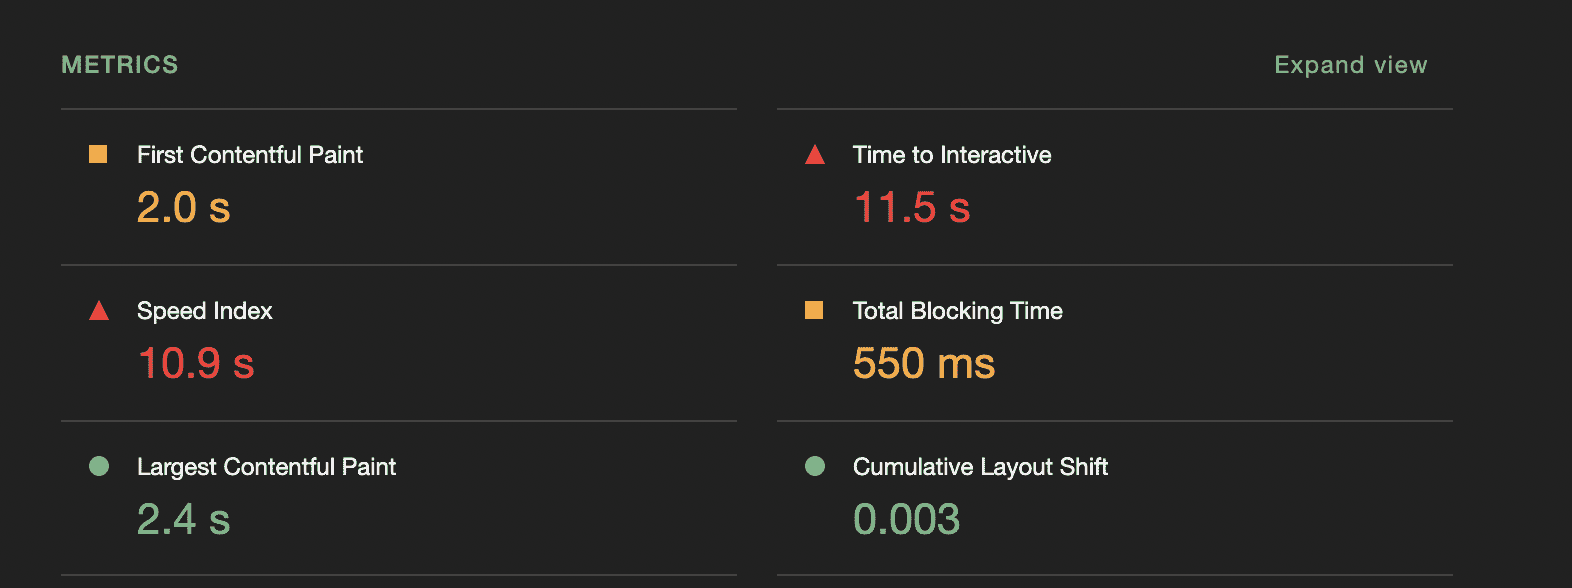 METRICS
Expand view
First Contentful Paint
2.0 s
Time to Interactive
11.5 s
Speed Index
10.9 s
Total Blocking Time
550 ms
Largest Contentful Paint
2.4 s
Cumulative Layout Shift
0.003